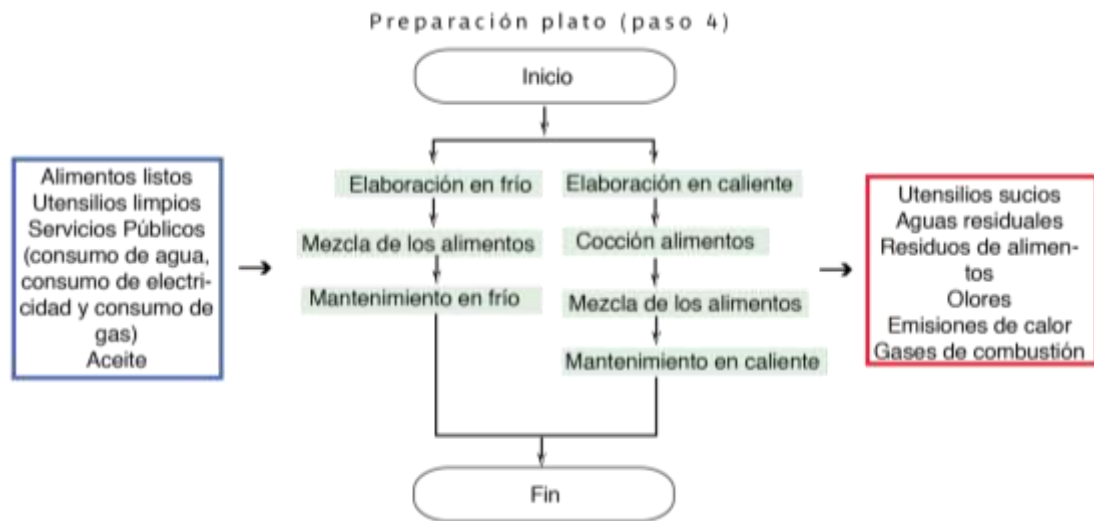 Preparación plato (paso 4)
Inicio
Alimentos listos
Utensilios limpios
Servicios Públicos
(consumo de agua,
consumo de electri-
cidad y consumo de
gas)
Aceite
Elaboración en frío
Mezcla de los alimentos
Mantenimiento en frío
Elaboración en caliente
Cocción alimentos
Mezcla de los alimentos
Mantenimiento en caliente
Utensilios sucios
Aguas residuales
Residuos de alimen-
tos
Olores
Emisiones de calor
Gases de combustión
Fin